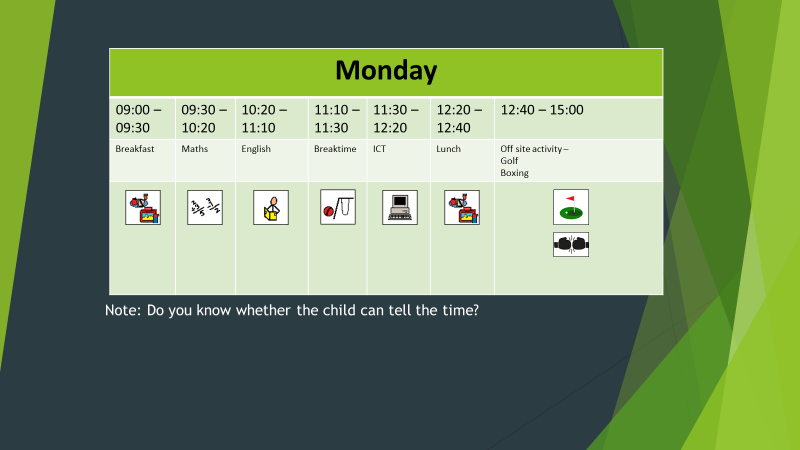 Monday
09:00 –
09:30
09:30 –
10:20
10:20 –
11:10
11:10 –
11:30
11:30 –
12:20
12:20 –
12:40
12:40 – 15:00
Breakfast
Maths
English
Breaktime
ICT
Lunch
Off site activity –
Golf
Boxing
Note: Do you know whether the child can tell the time?